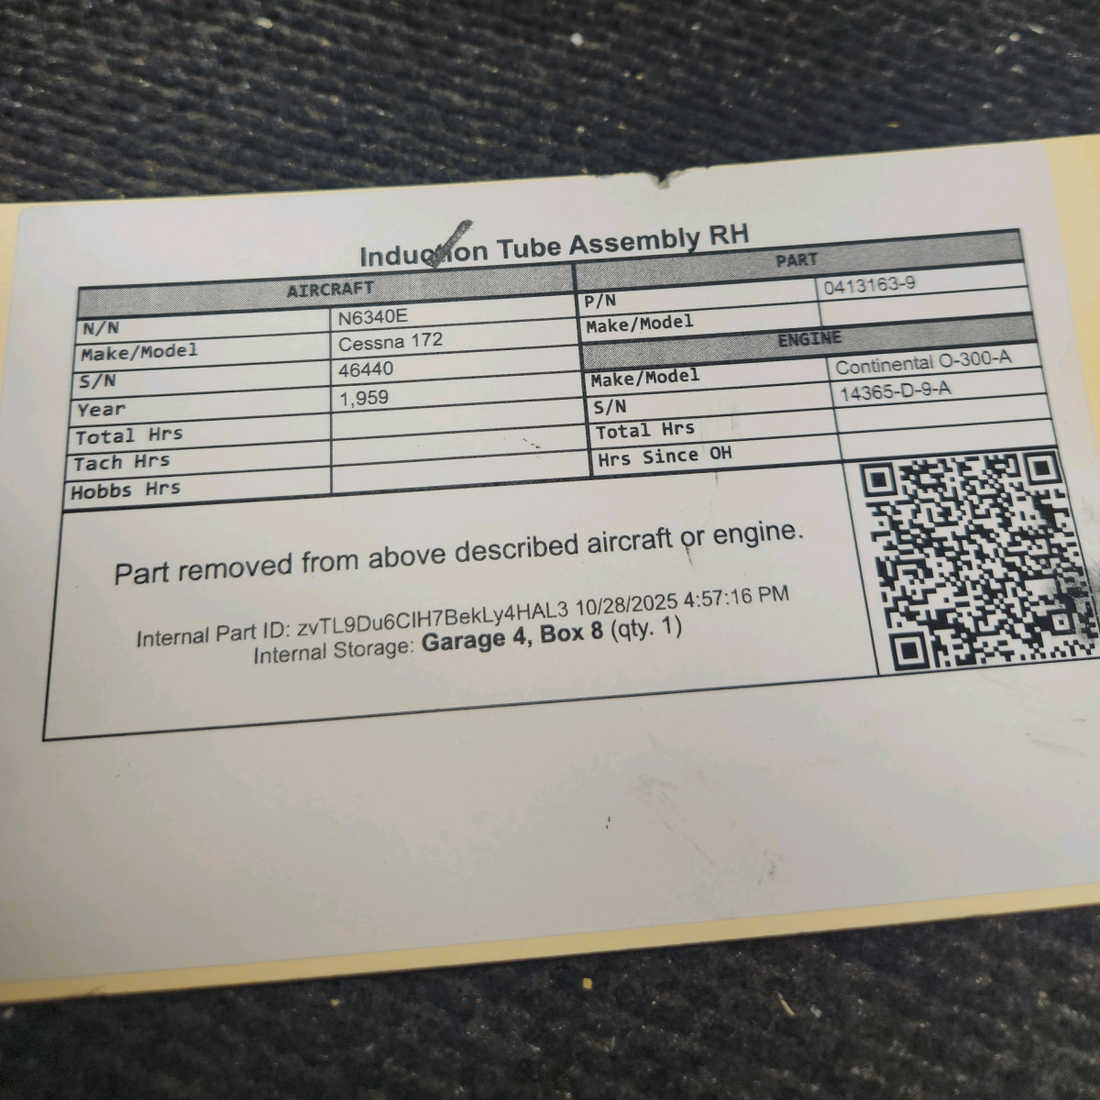 Induction Tube Assembly RH
AIRCRAFT
N/N N6340E
Make/Model Cessna 172
S/N 46440
Year 1,959
Total Hrs
Tach Hrs
Hobbs Hrs
PART
P/N 0413163-9
Make/Model
ENGINE
Make/Model Continental O-300-A
S/N 14365-D-9-A
Total Hrs
Hrs Since OH
Part removed from above described aircraft or engine.
Internal Part ID: zvTL9Du6CIH7BekLy4HAL3 10/28/2025 4:57:16 PM
Internal Storage: Garage 4, Box 8 (qty. 1)